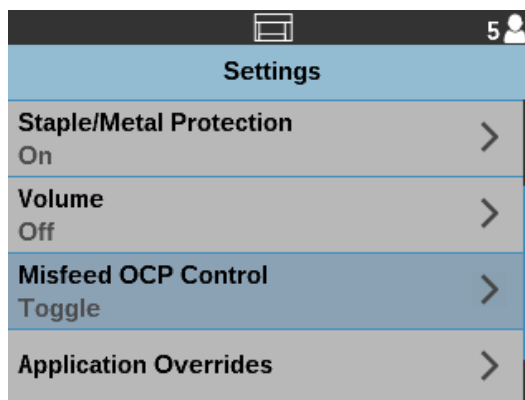 5
Settings
Staple/Metal Protection
On
Volume
Off
Misfeed OCP Control
Toggle
Application Overrides